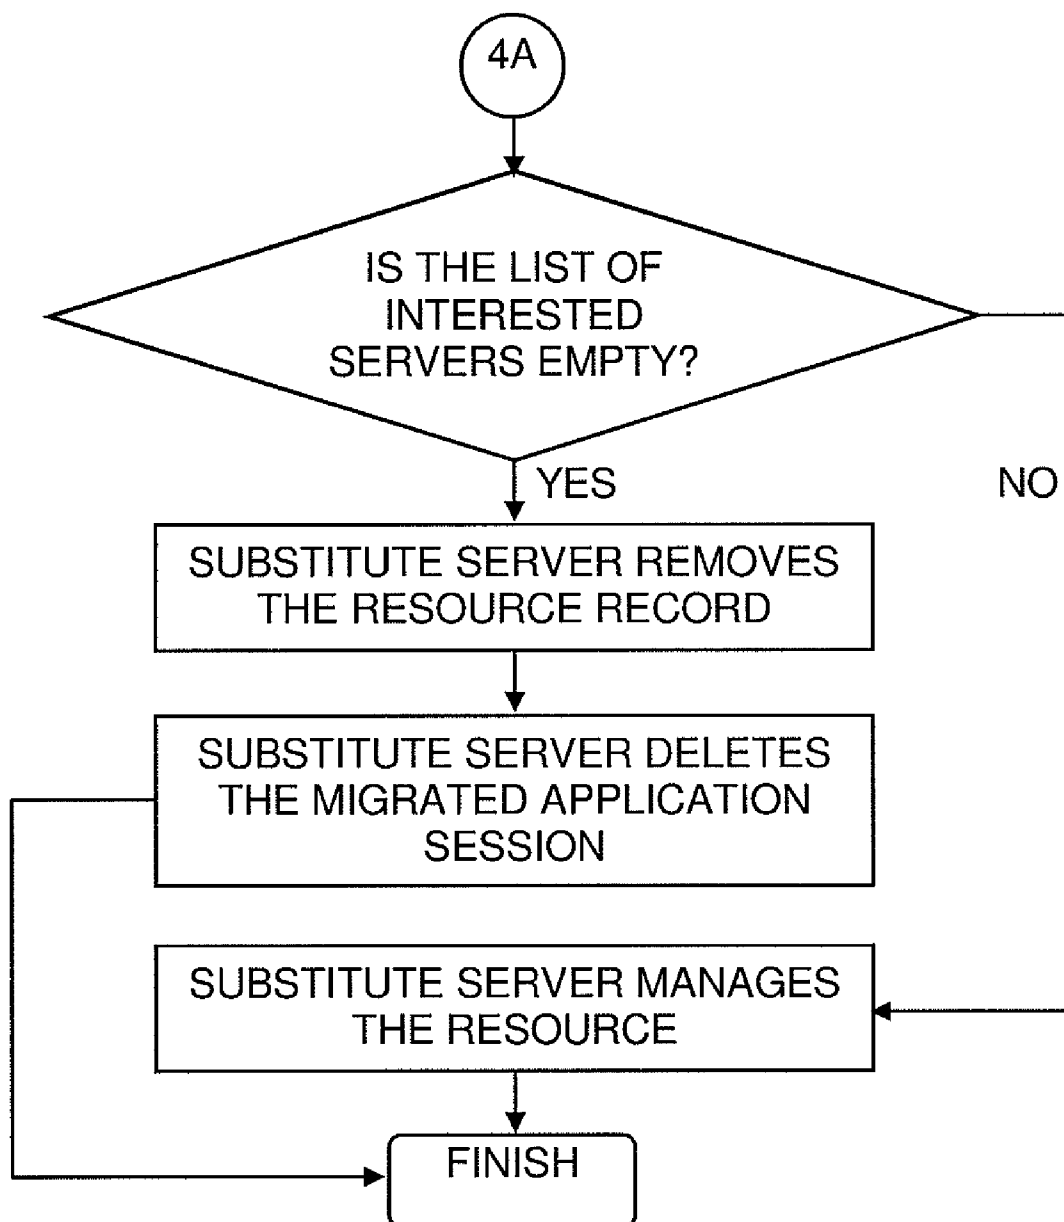 4A
IS THE LIST OF
INTERESTED
SERVERS EMPTY?
YES
NO
SUBSTITUTE SERVER REMOVES
THE RESOURCE RECORD
SUBSTITUTE SERVER DELETES
THE MIGRATED APPLICATION
SESSION
SUBSTITUTE SERVER MANAGES
THE RESOURCE
FINISH